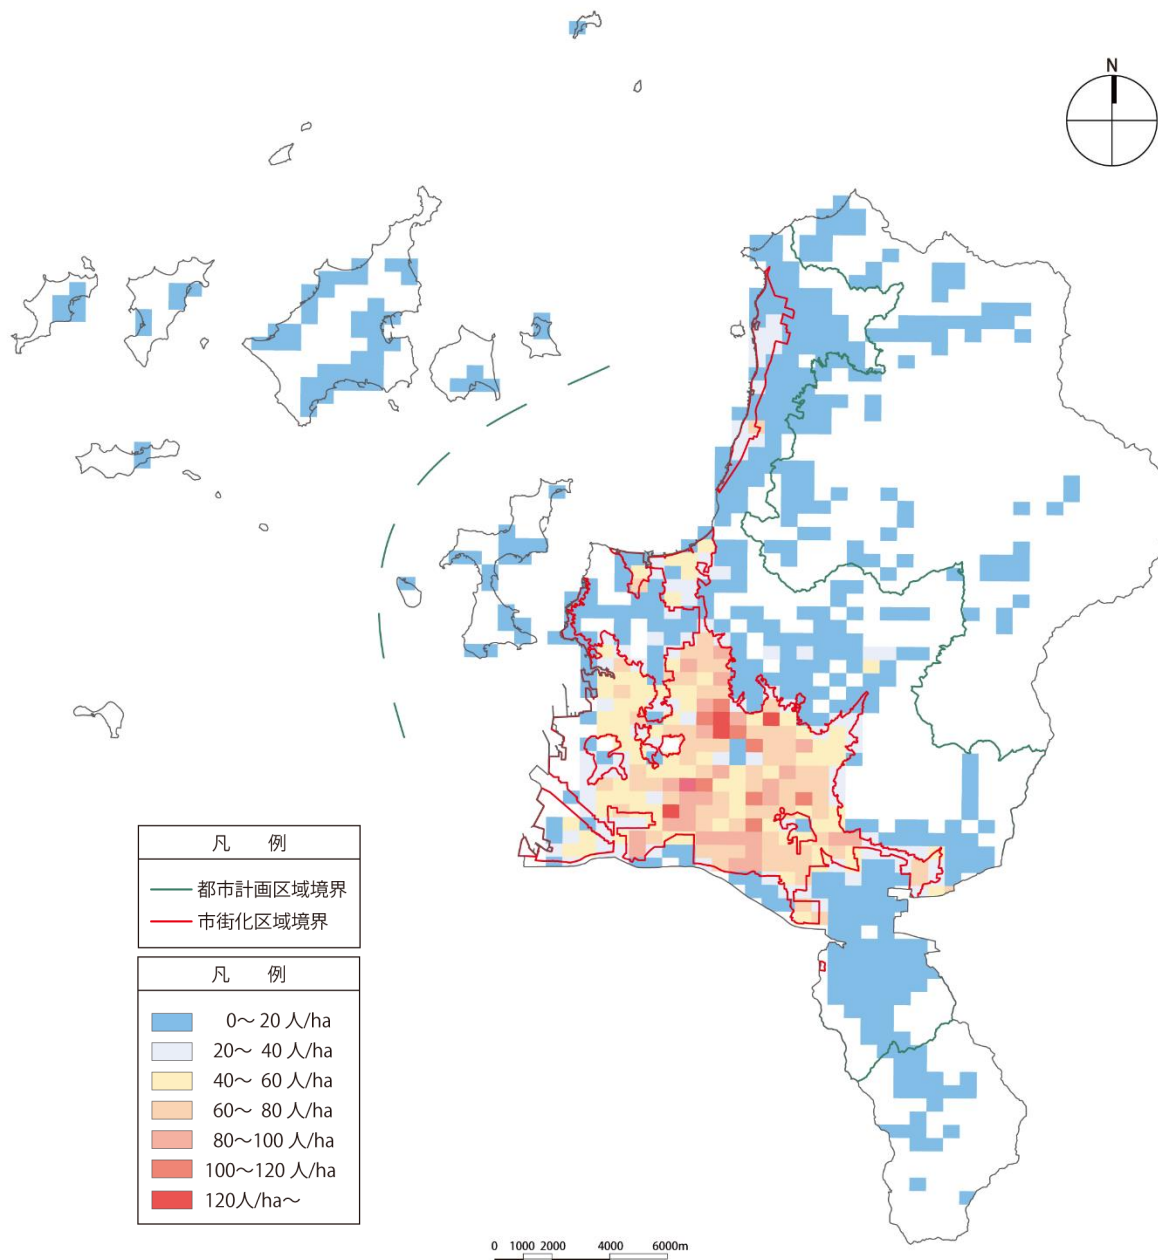 N
凡　例
都市計画区域境界
市街化区域境界
凡　例
0～ 20 人/ha
20～ 40 人/ha
40～ 60 人/ha
60～ 80 人/ha
80～100 人/ha
100～120 人/ha
120人/ha～
0 1000 2000 4000 6000m